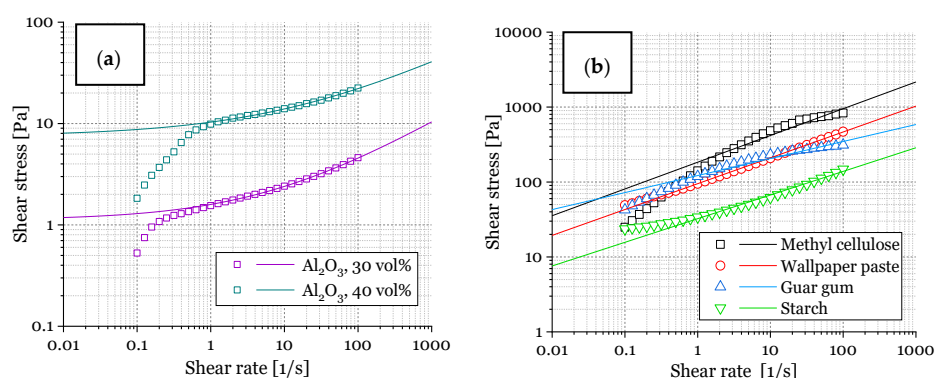 (a)
Shear stress [Pa]
100
10
1
0.1
0.01 0.1 1 10 100 1000
Shear rate [1/s]
Al₂O₃, 30 vol%
Al₂O₃, 40 vol%
(b)
Shear stress [Pa]
10000
1000
100
10
1
0.01 0.1 1 10 100 1000
Shear rate [1/s]
Methyl cellulose
Wallpaper paste
Guar gum
Starch